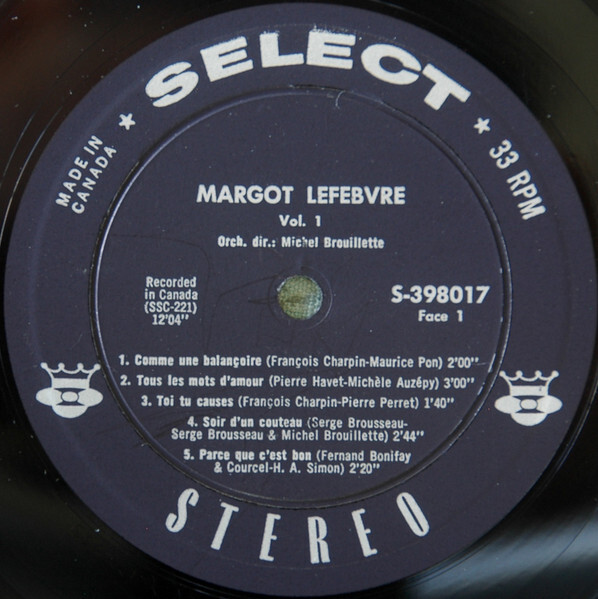 SELECT
MADE IN
CANADA
33 RPM
MARGOT LEFEBVRE
Vol. 1
Orch. dir.: Michel Brouillette
Recorded
in Canada
(SSC-221)
12'04"
S-398017
Face 1
1. Comme une balançoire (François Charpin-Maurice Pon) 2'00"
2. Tous les mots d'amour (Pierre Havet-Michèle Auzépy) 3'00"
3. Toi tu causes (François Charpin-Pierre Perret) 1'40"
4. Soir d'un couteau (Serge Brousseau-
Serge Brousseau & Michel Brouillette) 2'44"
5. Parce que c'est bon (Fernand Bonifay
& Courcel-H. A. Simon) 2'20"
STEREO